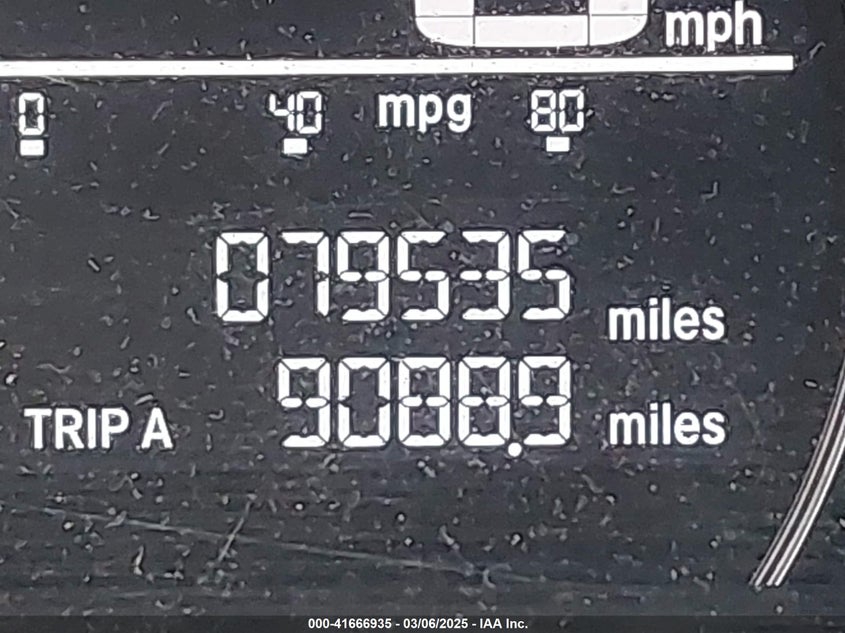 mph
0 40 mpg 80
079535 miles
TRIP A 9088.9 miles
000-41666935 - 03/06/2025 - IAA Inc.